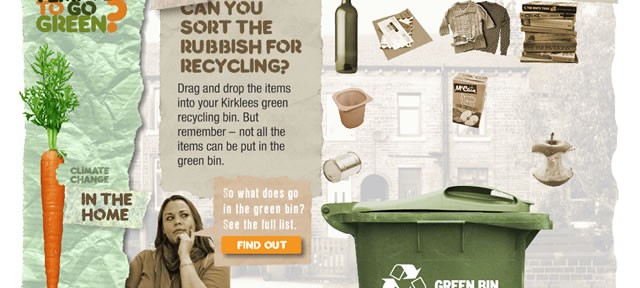 TO GO
GREEN?
CAN YOU
SORT THE
RUBBISH FOR
RECYCLING?
Drag and drop the items
into your Kirklees green
recycling bin. But
remember – not all the
items can be put in the
green bin.
CLIMATE
CHANGE
IN THE
HOME
So what does go
in the green bin?
See the full list.
FIND OUT
McCain
GREEN BIN